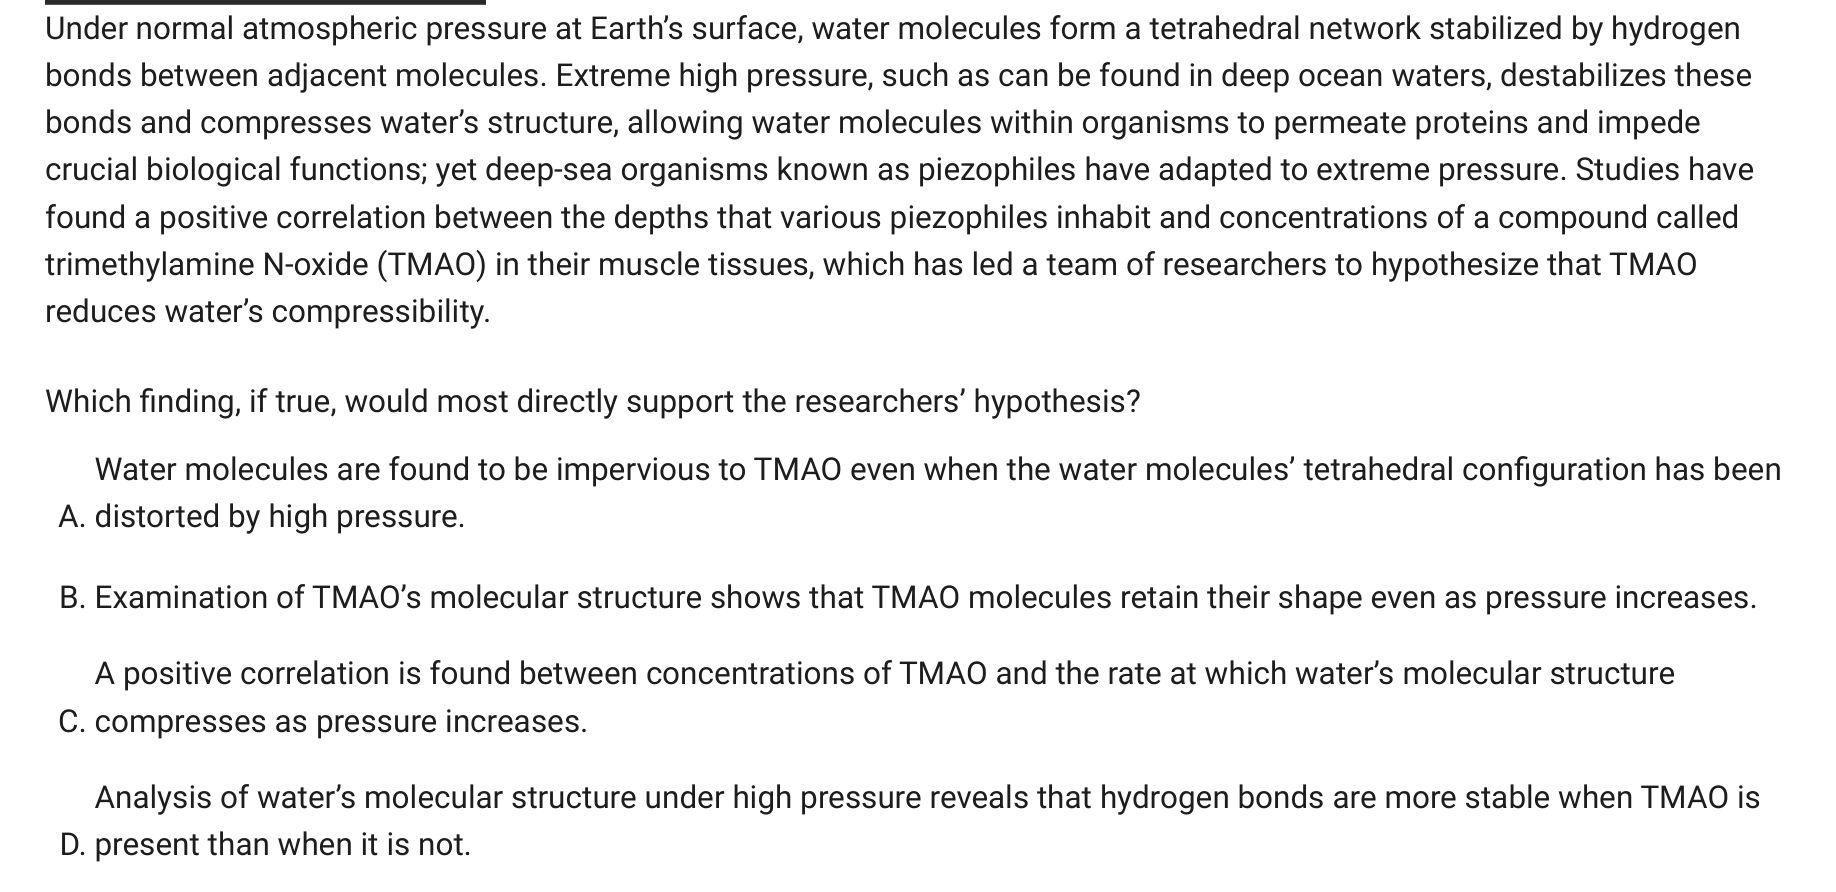 Under normal atmospheric pressure at Earth’s surface, water molecules form a tetrahedral network stabilized by hydrogen
bonds between adjacent molecules. Extreme high pressure, such as can be found in deep ocean waters, destabilizes these
bonds and compresses water’s structure, allowing water molecules within organisms to permeate proteins and impede
crucial biological functions; yet deep-sea organisms known as piezophiles have adapted to extreme pressure. Studies have
found a positive correlation between the depths that various piezophiles inhabit and concentrations of a compound called
trimethylamine N-oxide (TMAO) in their muscle tissues, which has led a team of researchers to hypothesize that TMAO
reduces water’s compressibility.
Which finding, if true, would most directly support the researchers’ hypothesis?
Water molecules are found to be impervious to TMAO even when the water molecules’ tetrahedral configuration has been
A. distorted by high pressure.
B. Examination of TMAO’s molecular structure shows that TMAO molecules retain their shape even as pressure increases.
A positive correlation is found between concentrations of TMAO and the rate at which water’s molecular structure
C. compresses as pressure increases.
Analysis of water’s molecular structure under high pressure reveals that hydrogen bonds are more stable when TMAO is
D. present than when it is not.